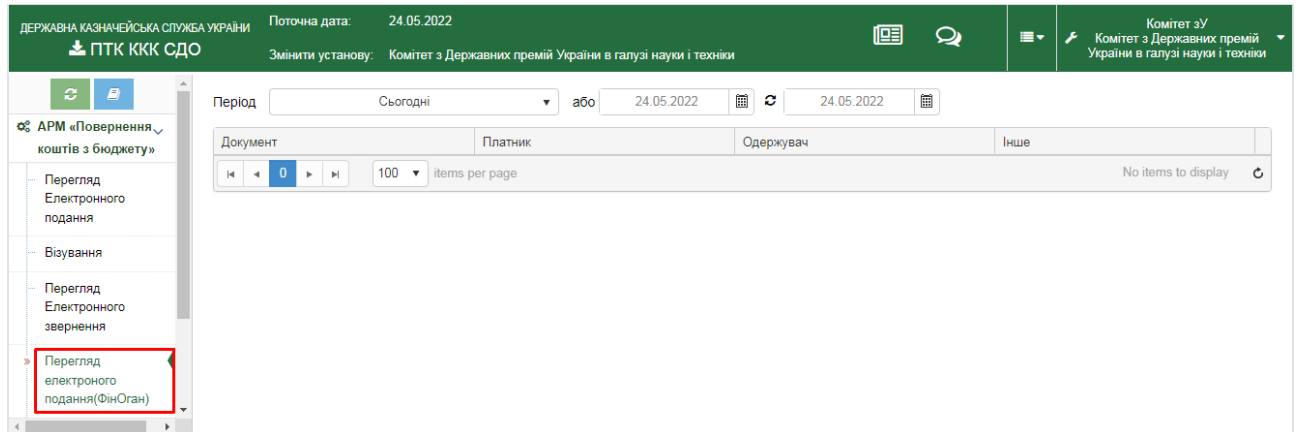 ДЕРЖАВНА КАЗНАЧЕЙСЬКА СЛУЖБА УКРАЇНИ
ПТК ККК СДО
Поточна дата: 24.05.2022
Змінити установу: Комітет з Державних премій України в галузі науки і техніки
Комітет зУ
Комітет з Державних премій
України в галузі науки і техніки
АРМ «Повернення
коштів з бюджету»
Перегляд
Електронного
подання
Візування
Перегляд
Електронного
звернення
Перегляд
електроного
подання(ФінОган)
Період Сьогодні або 24.05.2022 24.05.2022
Документ Платник Одержувач Інше
0 100 items per page No items to display